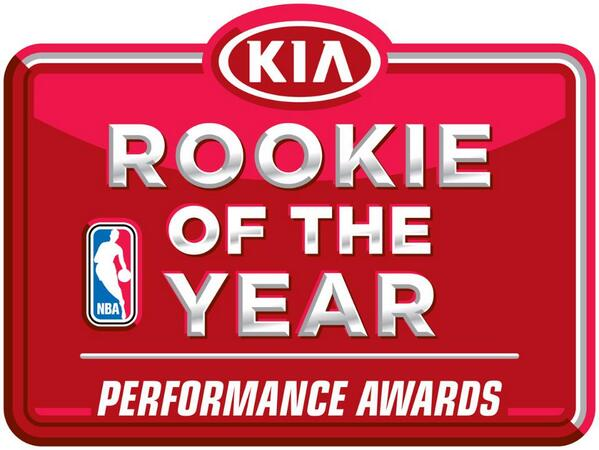 KIA
ROOKIE
OF THE
YEAR
NBA
PERFORMANCE AWARDS